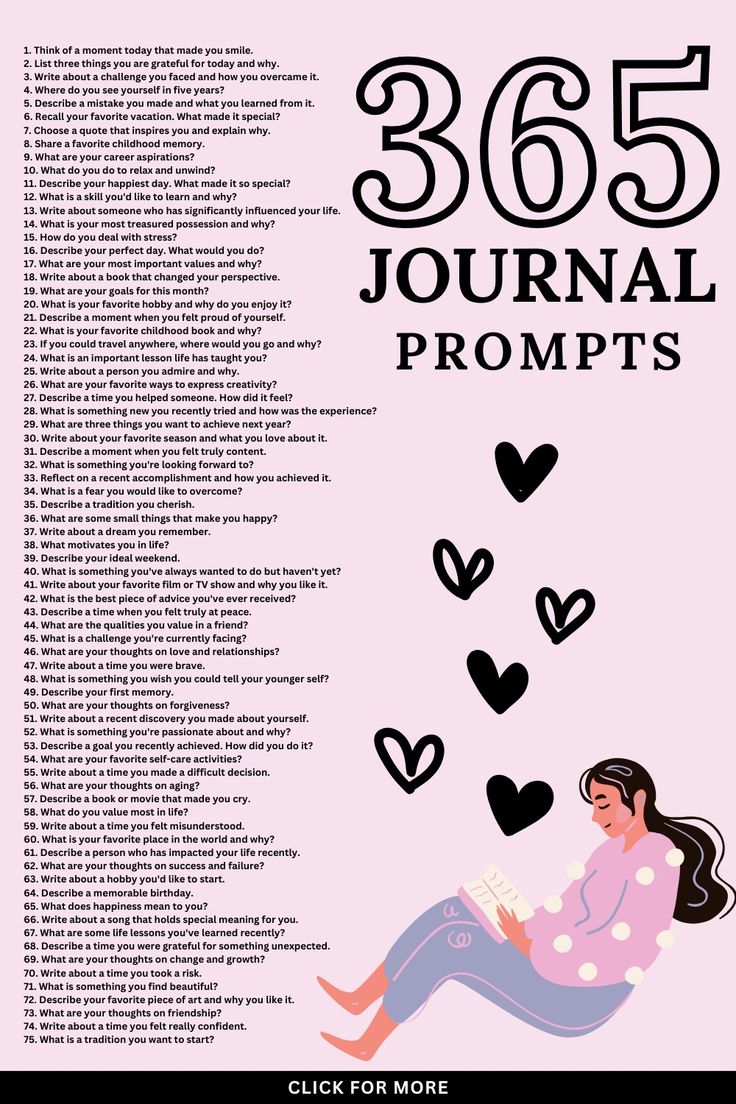 1. Think of a moment today that made you smile.
2. List three things you are grateful for today and why.
3. Write about a challenge you faced and how you overcame it.
4. Where do you see yourself in five years?
5. Describe a mistake you made and what you learned from it.
6. Recall your favorite vacation. What made it special?
7. Choose a quote that inspires you and explain why.
8. Share a favorite childhood memory.
9. What are your career aspirations?
10. What do you do to relax and unwind?
11. Describe your happiest day. What made it so special?
12. What is a skill you'd like to learn and why?
13. Write about someone who has significantly influenced your life.
14. What is your most treasured possession and why?
15. How do you deal with stress?
16. Describe your perfect day. What would you do?
17. What are your most important values and why?
18. Write about a book that changed your perspective.
19. What are your goals for this month?
20. What is your favorite hobby and why do you enjoy it?
21. Describe a moment when you felt proud of yourself.
22. What is your favorite childhood book and why?
23. If you could travel anywhere, where would you go and why?
24. What is an important lesson life has taught you?
25. Write about a person you admire and why.
26. What are your favorite ways to express creativity?
27. Describe a time you helped someone. How did it feel?
28. What is something new you recently tried and how was the experience?
29. What are three things you want to achieve next year?
30. Write about your favorite season and what you love about it.
31. Describe a moment when you felt truly content.
32. What is something you're looking forward to?
33. Reflect on a recent accomplishment and how you achieved it.
34. What is a fear you would like to overcome?
35. Describe a tradition you cherish.
36. What are some small things that make you happy?
37. Write about a dream you remember.
38. What motivates you in life?
39. Describe your ideal weekend.
40. What is something you've always wanted to do but haven't yet?
41. Write about your favorite film or TV show and why you like it.
42. What is the best piece of advice you've ever received?
43. Describe a time when you felt truly at peace.
44. What are the qualities you value in a friend?
45. What is a challenge you're currently facing?
46. What are your thoughts on love and relationships?
47. Write about a time you were brave.
48. What is something you wish you could tell your younger self?
49. Describe your first memory.
50. What are your thoughts on forgiveness?
51. Write about a recent discovery you made about yourself.
52. What is something you're passionate about and why?
53. Describe a goal you recently achieved. How did you do it?
54. What are your favorite self-care activities?
55. Write about a time you made a difficult decision.
56. What are your thoughts on aging?
57. Describe a book or movie that made you cry.
58. What do you value most in life?
59. Write about a time you felt misunderstood.
60. What is your favorite place in the world and why?
61. Describe a person who has impacted your life recently.
62. What are your thoughts on success and failure?
63. Write about a hobby you'd like to start.
64. Describe a memorable birthday.
65. What does happiness mean to you?
66. Write about a song that holds special meaning for you.
67. What are some life lessons you've learned recently?
68. Describe a time you were grateful for something unexpected.
69. What are your thoughts on change and growth?
70. Write about a time you took a risk.
71. What is something you find beautiful?
72. Describe your favorite piece of art and why you like it.
73. What are your thoughts on friendship?
74. Write about a time you felt really confident.
75. What is a tradition you want to start?
365
JOURNAL
PROMPTS
CLICK FOR MORE